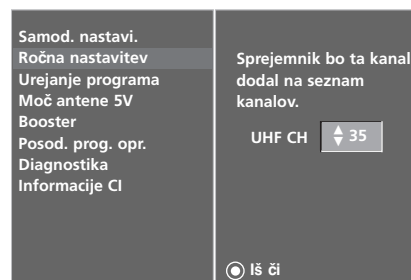 Samod. nastavi.
Ročna nastavitev
Urejanje programa
Moč antene 5V
Booster
Posod. prog. opr.
Diagnostika
Informacije CI
Sprejemnik bo ta kanal
dodal na seznam
kanalov.
UHF CH 35
Iš či